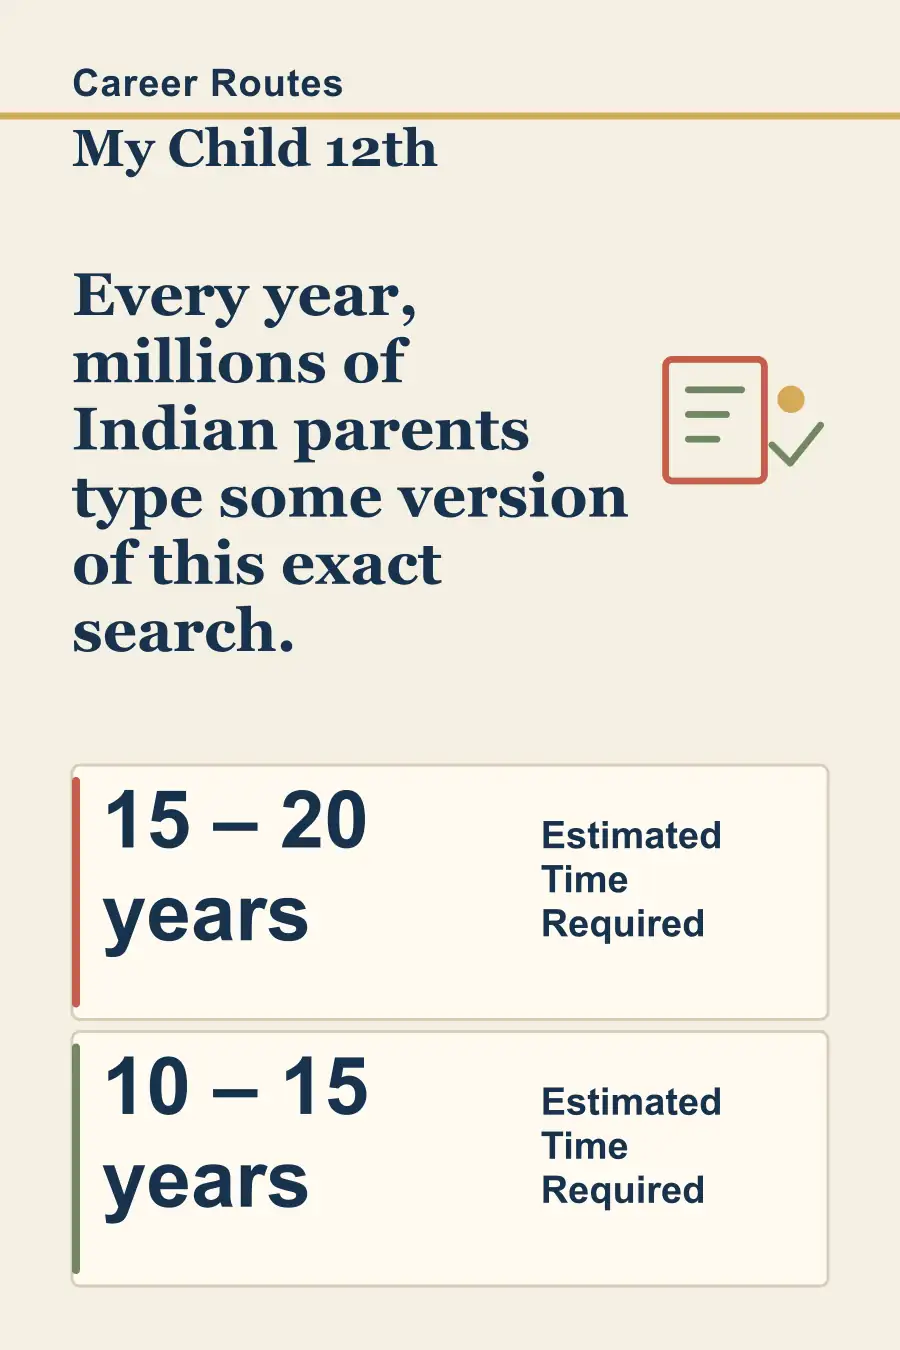 Career Routes
My Child 12th
Every year,
millions of
Indian parents
type some version
of this exact
search.
15 – 20
years
Estimated
Time
Required
10 – 15
years
Estimated
Time
Required